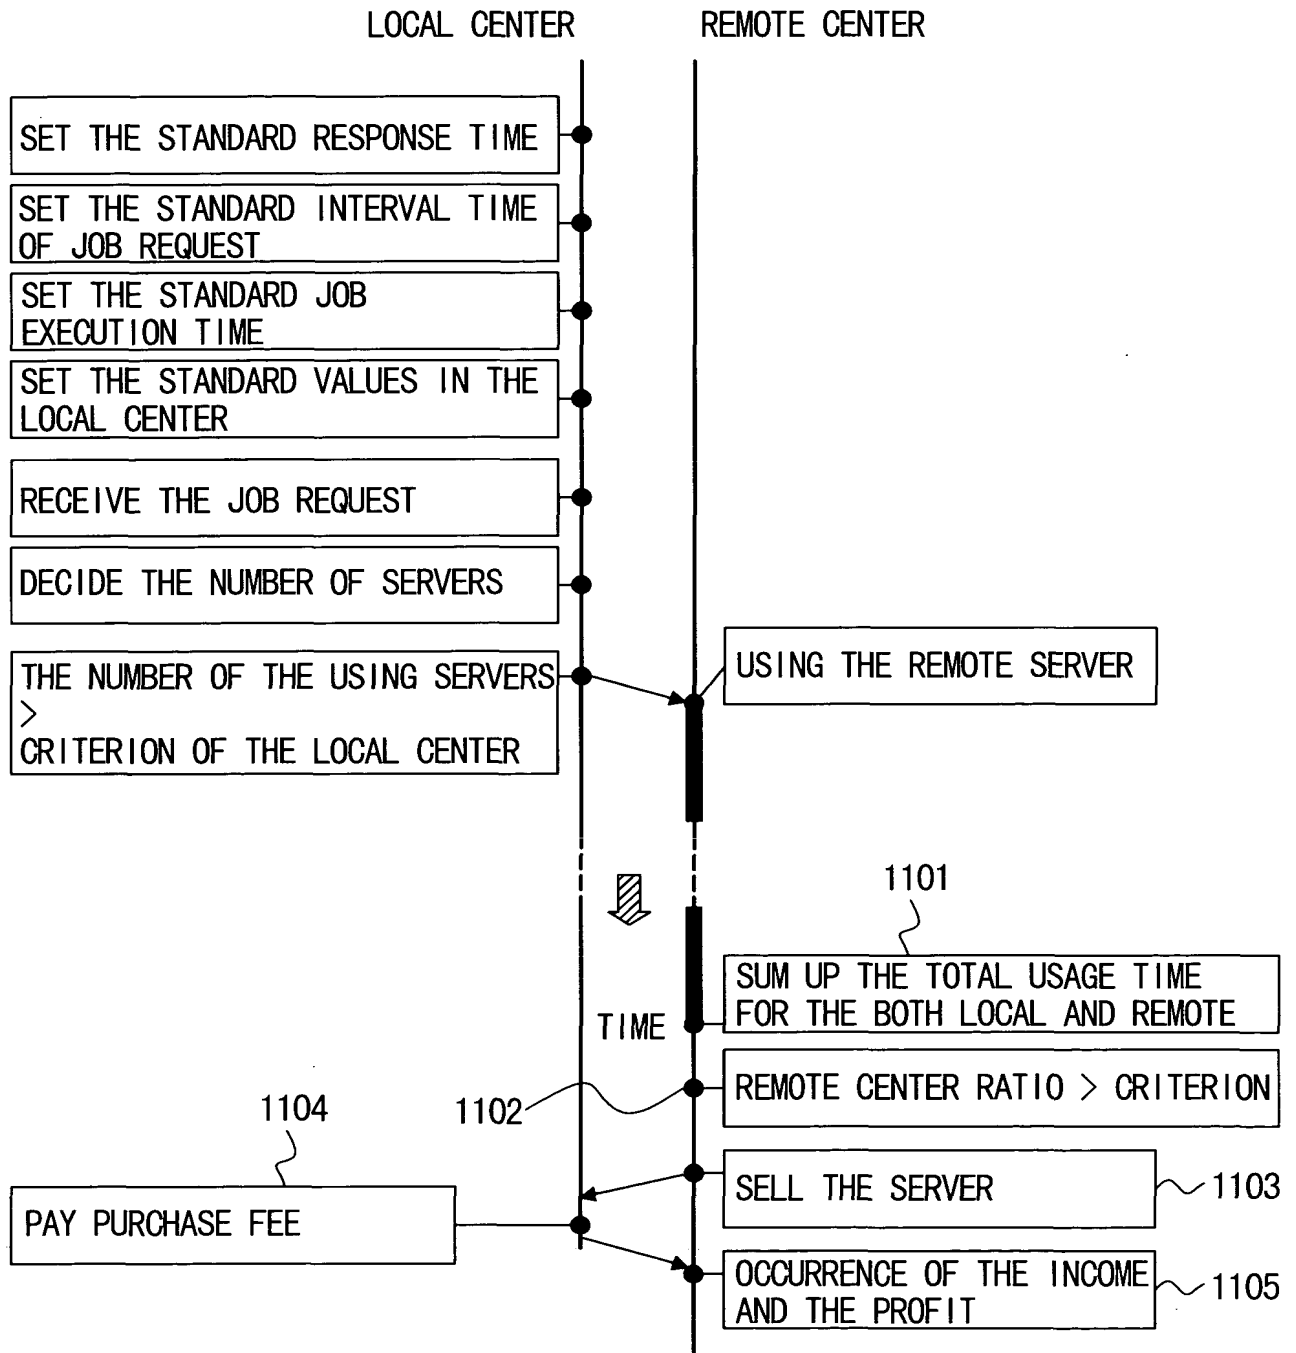 LOCAL CENTER
REMOTE CENTER
SET THE STANDARD RESPONSE TIME
SET THE STANDARD INTERVAL TIME
OF JOB REQUEST
SET THE STANDARD JOB
EXECUTION TIME
SET THE STANDARD VALUES IN THE
LOCAL CENTER
RECEIVE THE JOB REQUEST
DECIDE THE NUMBER OF SERVERS
THE NUMBER OF THE USING SERVERS
>
CRITERION OF THE LOCAL CENTER
USING THE REMOTE SERVER
1101
SUM UP THE TOTAL USAGE TIME
FOR THE BOTH LOCAL AND REMOTE
TIME
REMOTE CENTER RATIO > CRITERION
1102
1104
SELL THE SERVER
1103
PAY PURCHASE FEE
OCCURRENCE OF THE INCOME
AND THE PROFIT
1105